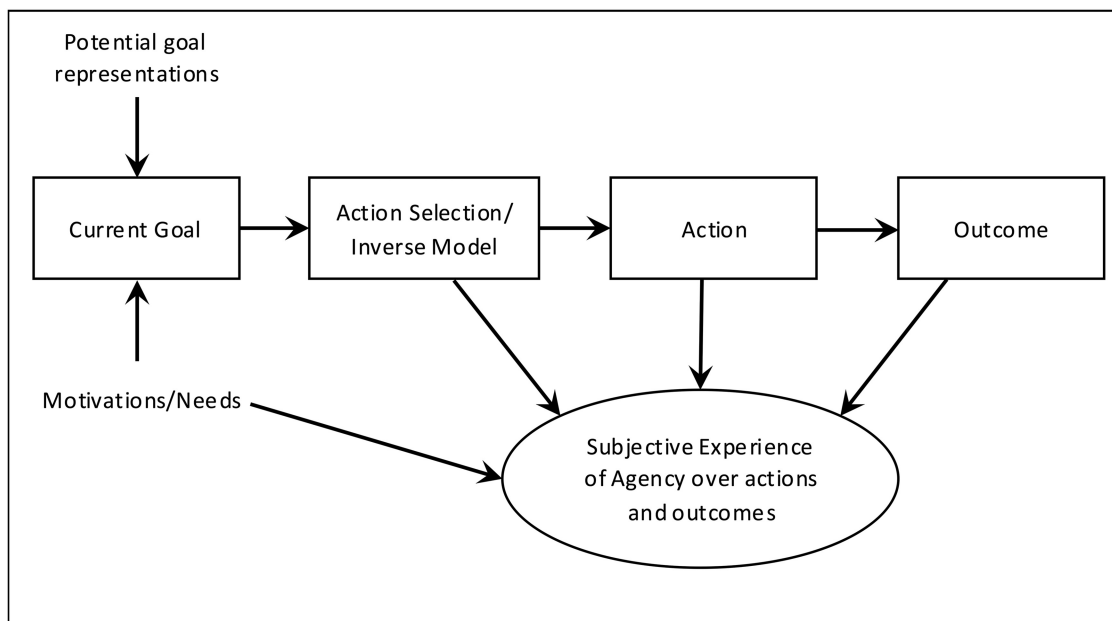 Potential goal
representations
Current Goal
Action Selection/
Inverse Model
Action
Outcome
Motivations/Needs
Subjective Experience
of Agency over actions
and outcomes